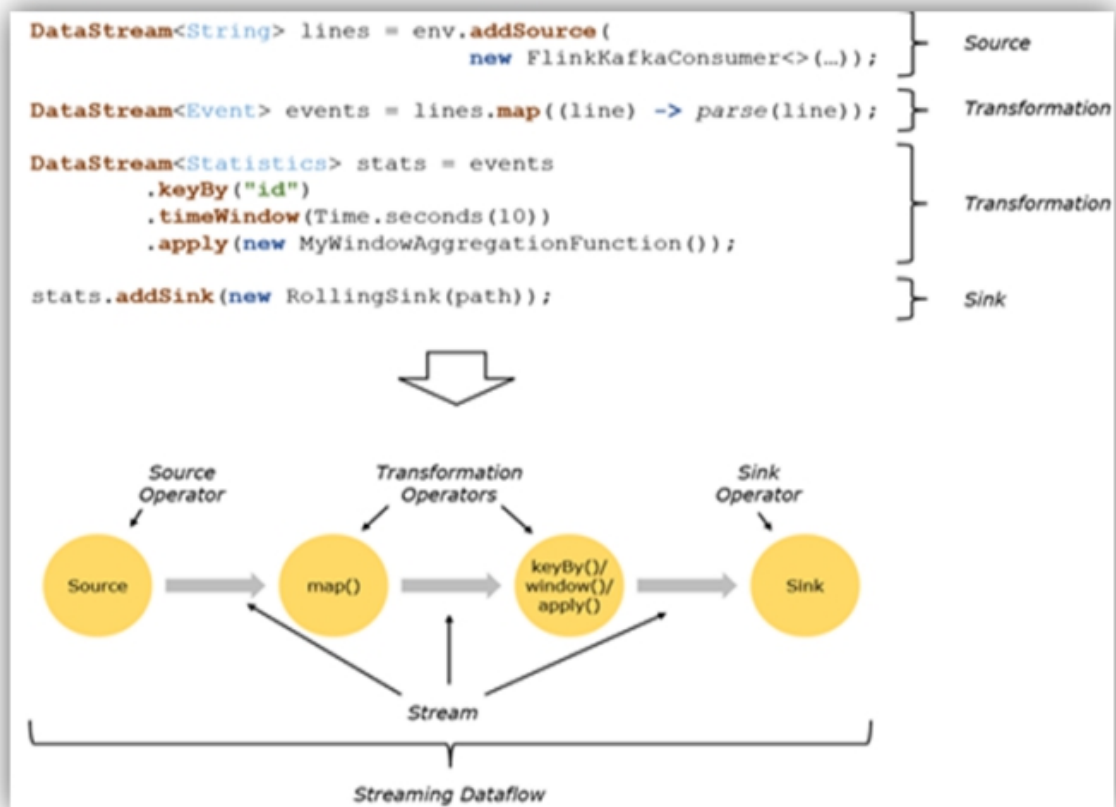 DataStream<String> lines = env.addSource(
new FlinkKafkaConsumer<>(…));
Source
DataStream<Event> events = lines.map((line) -> parse(line));
Transformation
DataStream<Statistics> stats = events
.keyBy("id")
.timeWindow(Time.seconds(10))
.apply(new MyWindowAggregationFunction());
Transformation
stats.addSink(new RollingSink(path));
Sink
Source
Operator
Transformation
Operators
Sink
Operator
Source
map()
keyBy()/
window()/
apply()
Sink
Stream
Streaming Dataflow